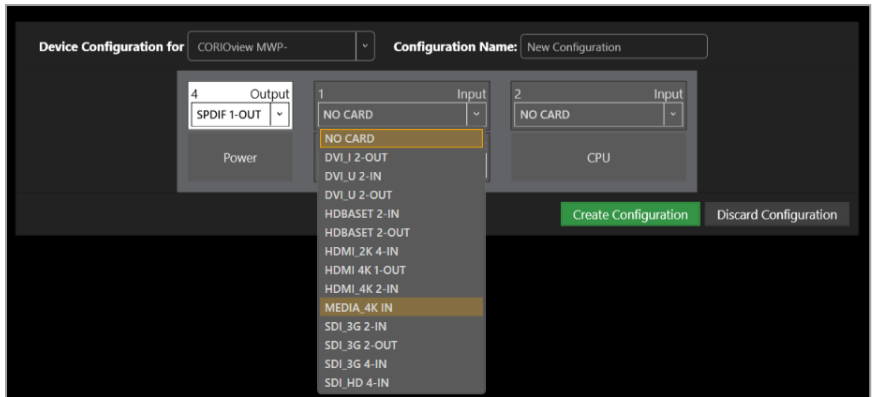 Device Configuration for CORIOview MWP- Configuration Name: New Configuration
4 Output 1 Input 2 Input
SPDIF 1-OUT NO CARD NO CARD
NO CARD
Power DVI_I 2-OUT CPU
DVI_U 2-IN
DVI_U 2-OUT
HDBASET 2-IN
Create Configuration Discard Configuration
HDBASET 2-OUT
HDMI_2K 4-IN
HDMI 4K 1-OUT
HDMI_4K 2-IN
MEDIA_4K IN
SDI_3G 2-IN
SDI_3G 2-OUT
SDI_3G 4-IN
SDI_HD 4-IN